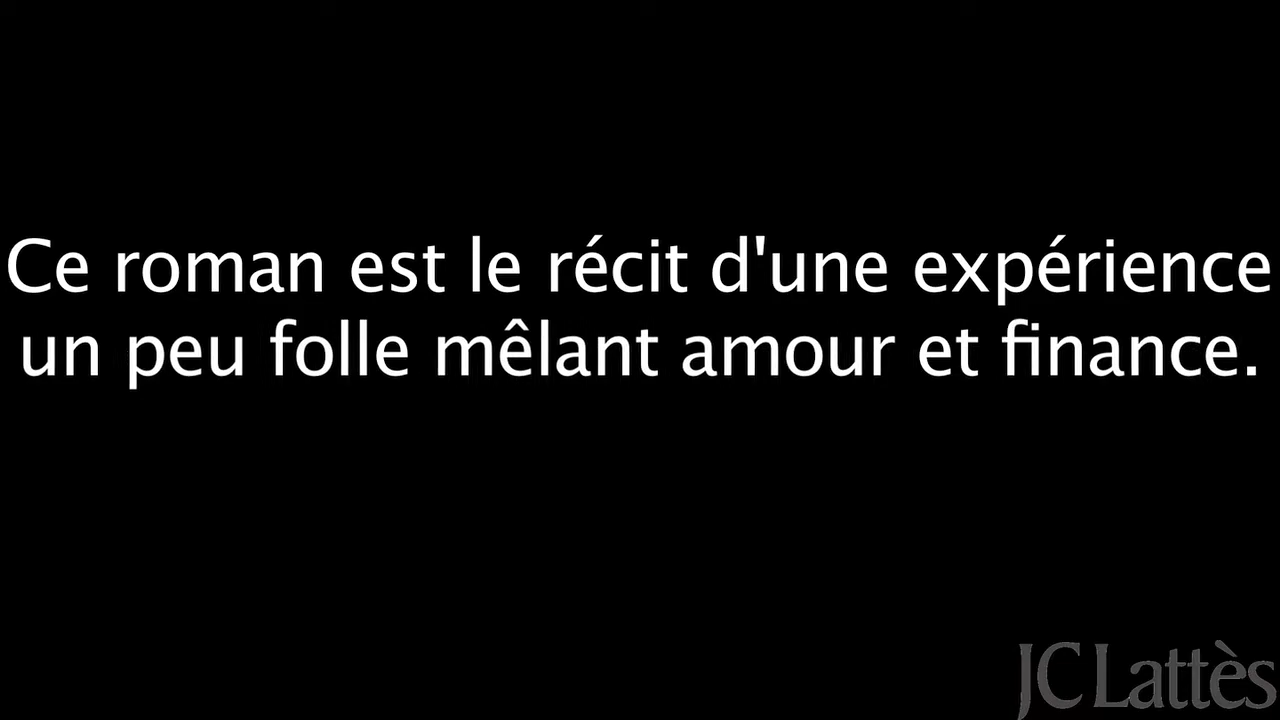 Ce roman est le récit d'une expérience
un peu folle mêlant amour et finance.
JC Lattès